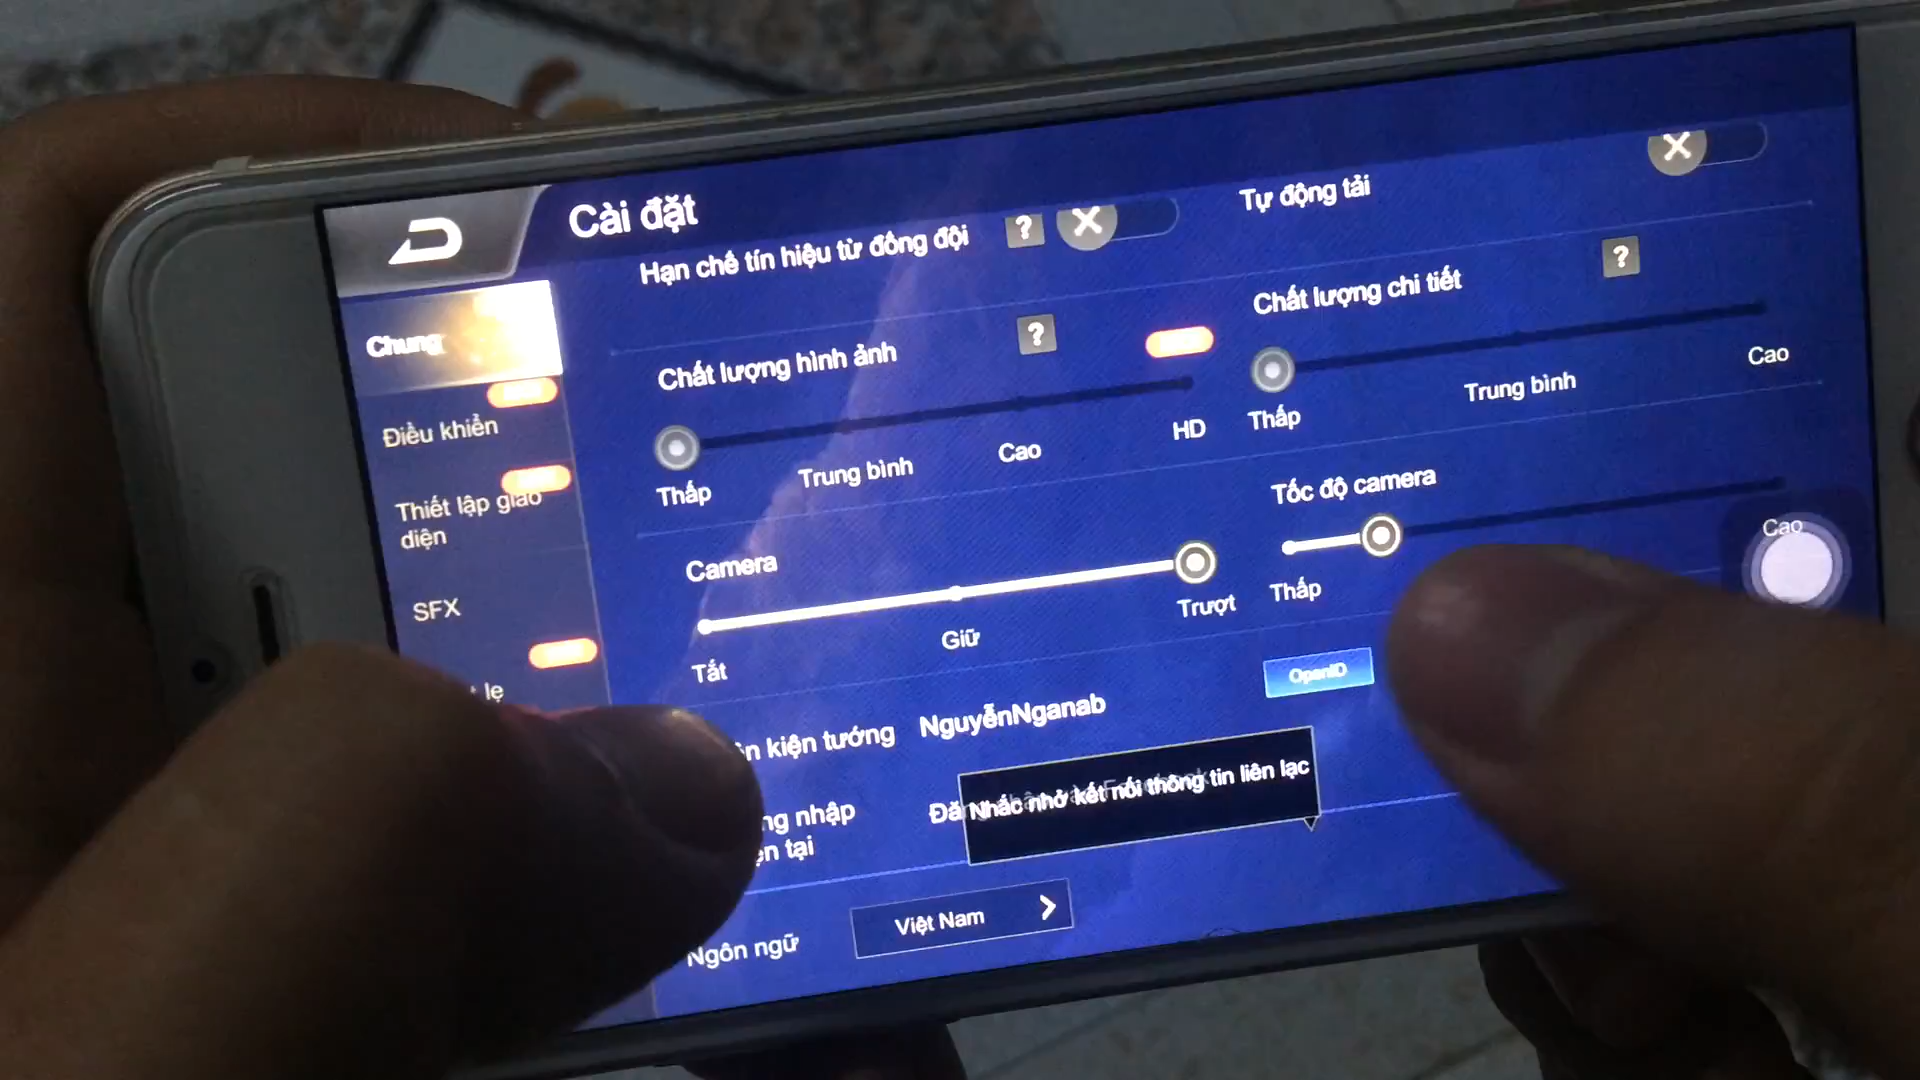 Cài đặt
Hạn chế tín hiệu từ đồng đội
?
Tự động tải
Chung
Chất lượng hình ảnh
?
Thấp
Trung bình
Cao
HD
Chất lượng chi tiết
?
Thấp
Trung bình
Cao
Điều khiển
Thiết lập giao
diện
SFX
lẹ
Camera
Tắt
Giữ
Trượt
Tốc độ camera
Thấp
Cao
kiện tướng
NguyễnNganab
OpenID
nhập
tại
Nhắc nhở kết nối thông tin liên lạc
Ngôn ngữ
Việt Nam